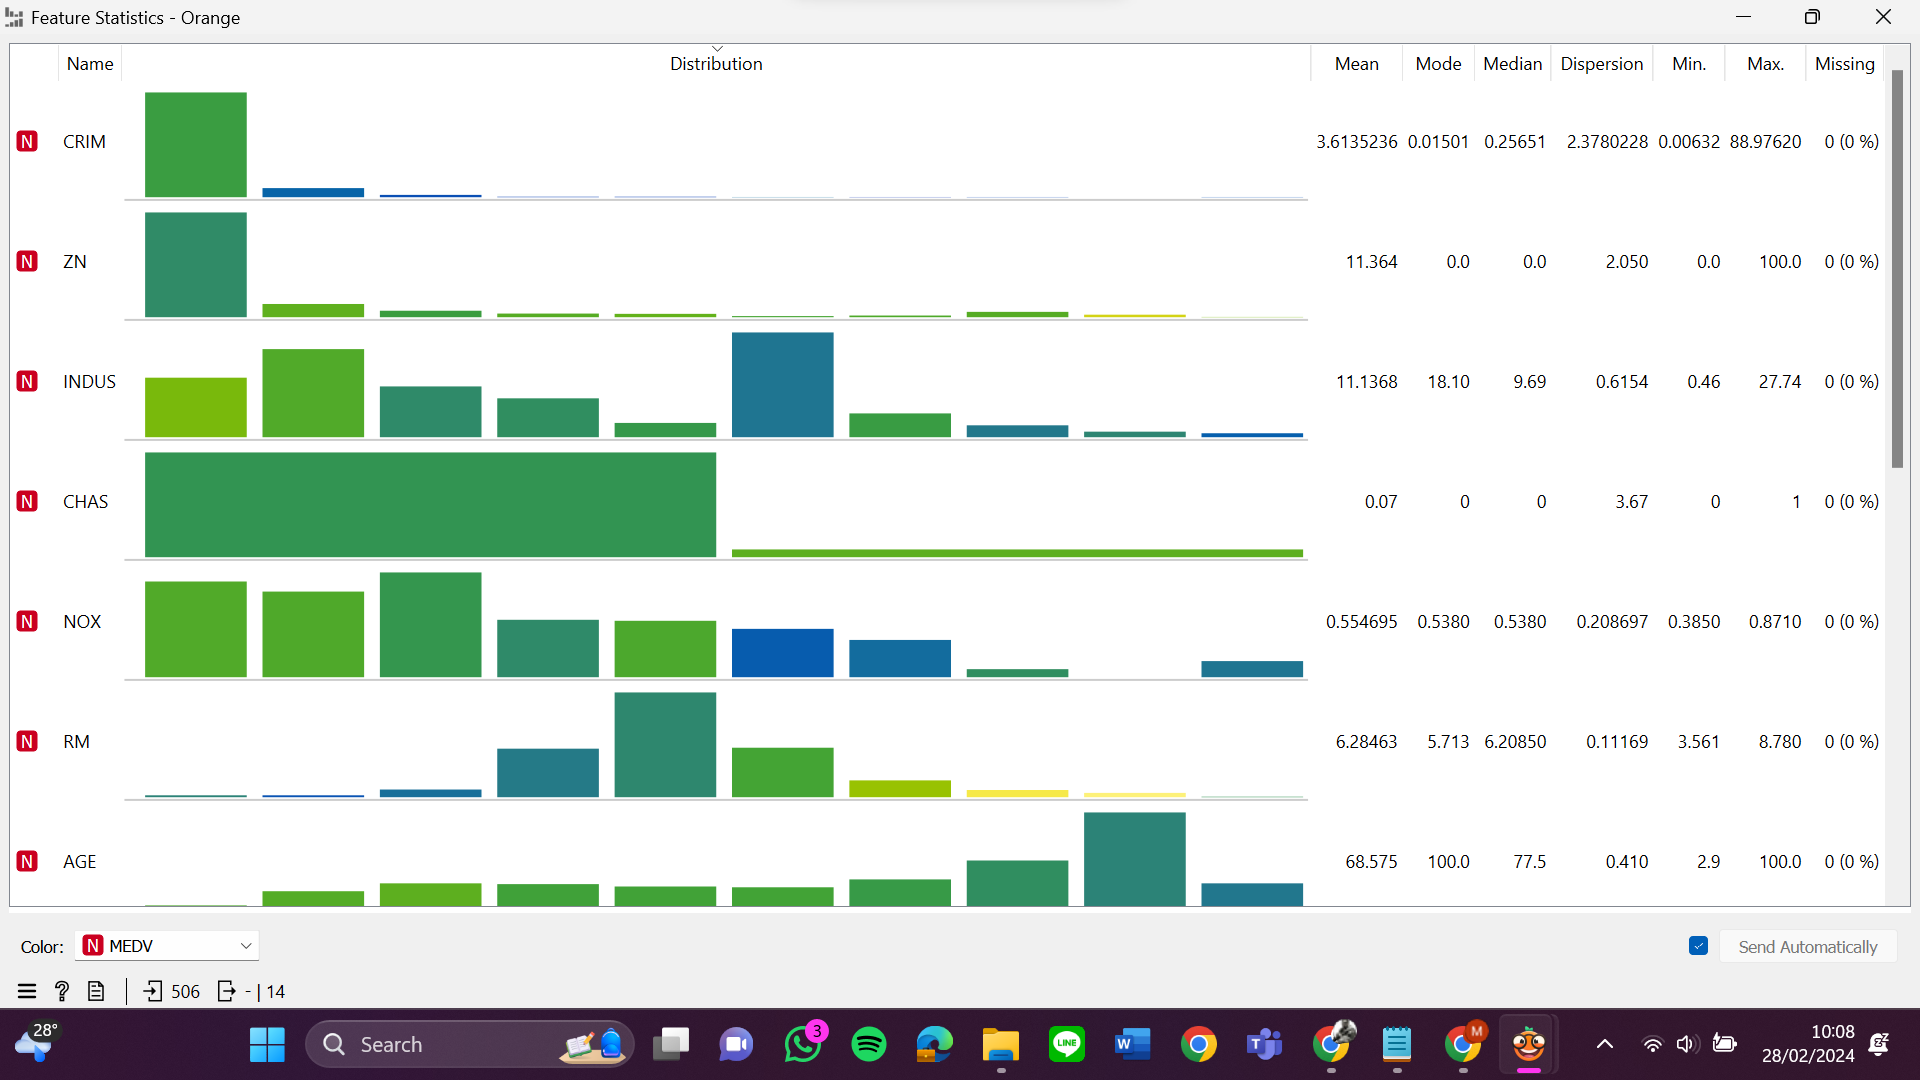 Feature Statistics - Orange
Name Distribution Mean Mode Median Dispersion Min. Max. Missing
N CRIM 3.6135236 0.01501 0.25651 2.3780228 0.00632 88.97620 0 (0 %)
N ZN 11.364 0.0 0.0 2.050 0.0 100.0 0 (0 %)
N INDUS 11.1368 18.10 9.69 0.6154 0.46 27.74 0 (0 %)
N CHAS 0.07 0 0 3.67 0 1 0 (0 %)
N NOX 0.554695 0.5380 0.5380 0.208697 0.3850 0.8710 0 (0 %)
N RM 6.28463 5.713 6.20850 0.11169 3.561 8.780 0 (0 %)
N AGE 68.575 100.0 77.5 0.410 2.9 100.0 0 (0 %)
Color: N MEDV Send Automatically
? 506 - | 14
28° Search 3 LINE W T M 10:08
28/02/2024